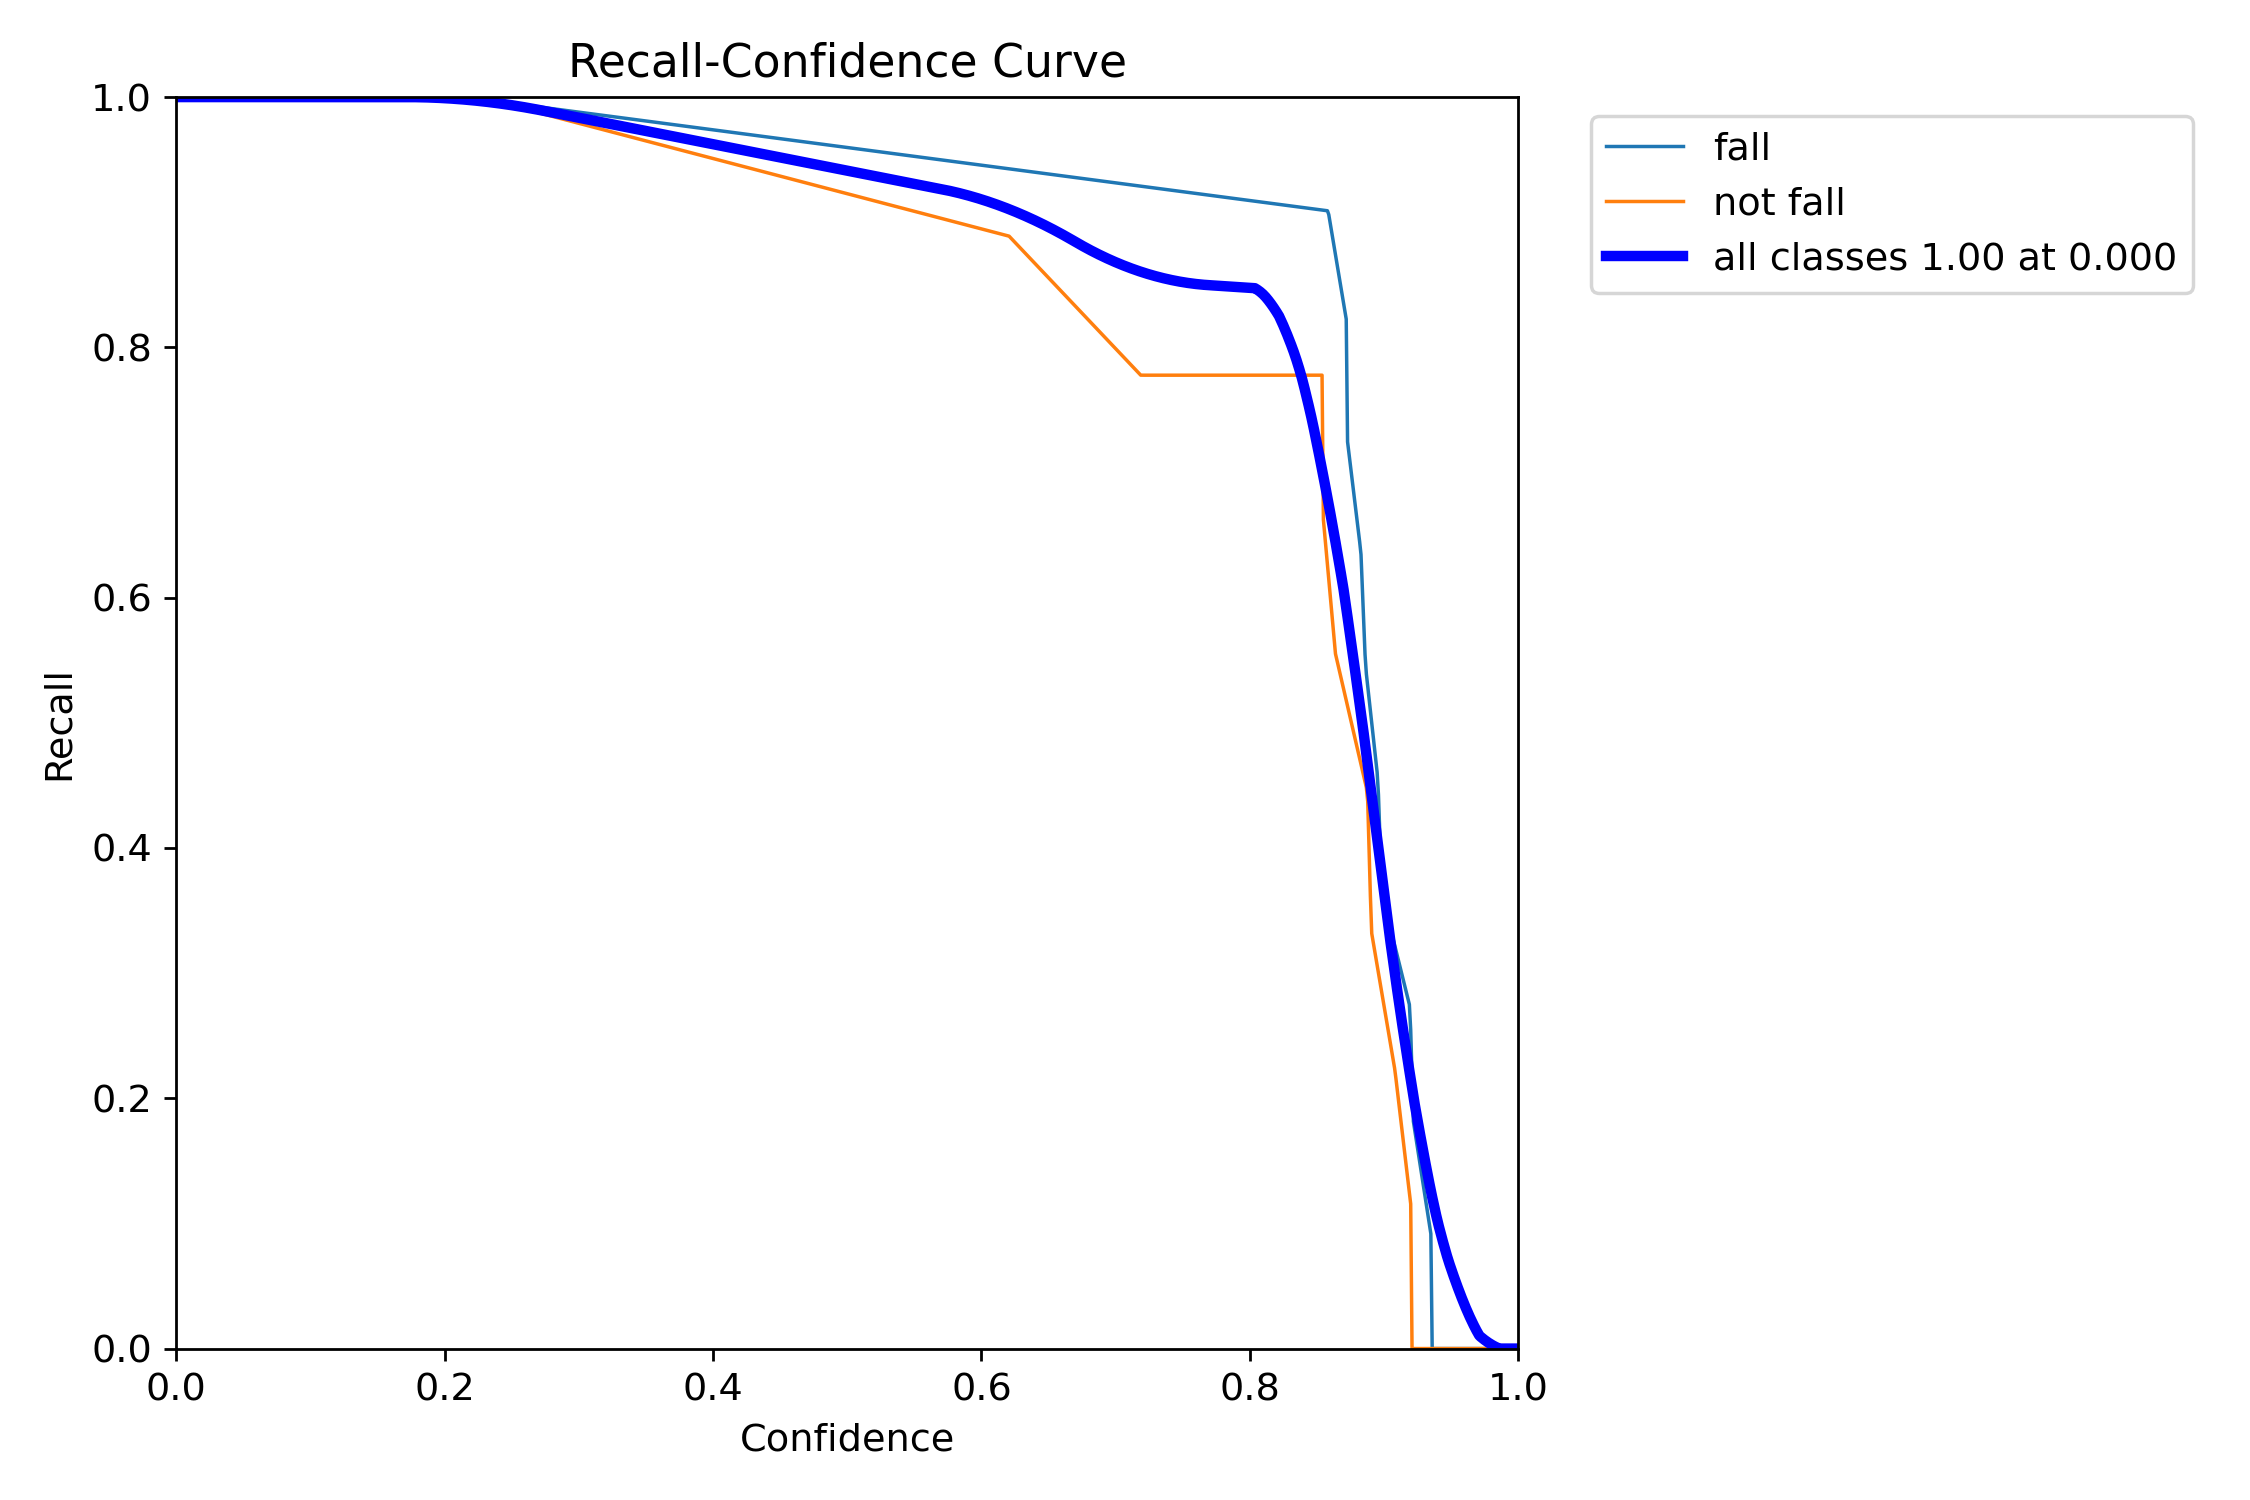 Recall-Confidence Curve
1.0
0.8
0.6
0.4
0.2
0.0
Recall
0.0 0.2 0.4 0.6 0.8 1.0
Confidence
fall
not fall
all classes 1.00 at 0.000